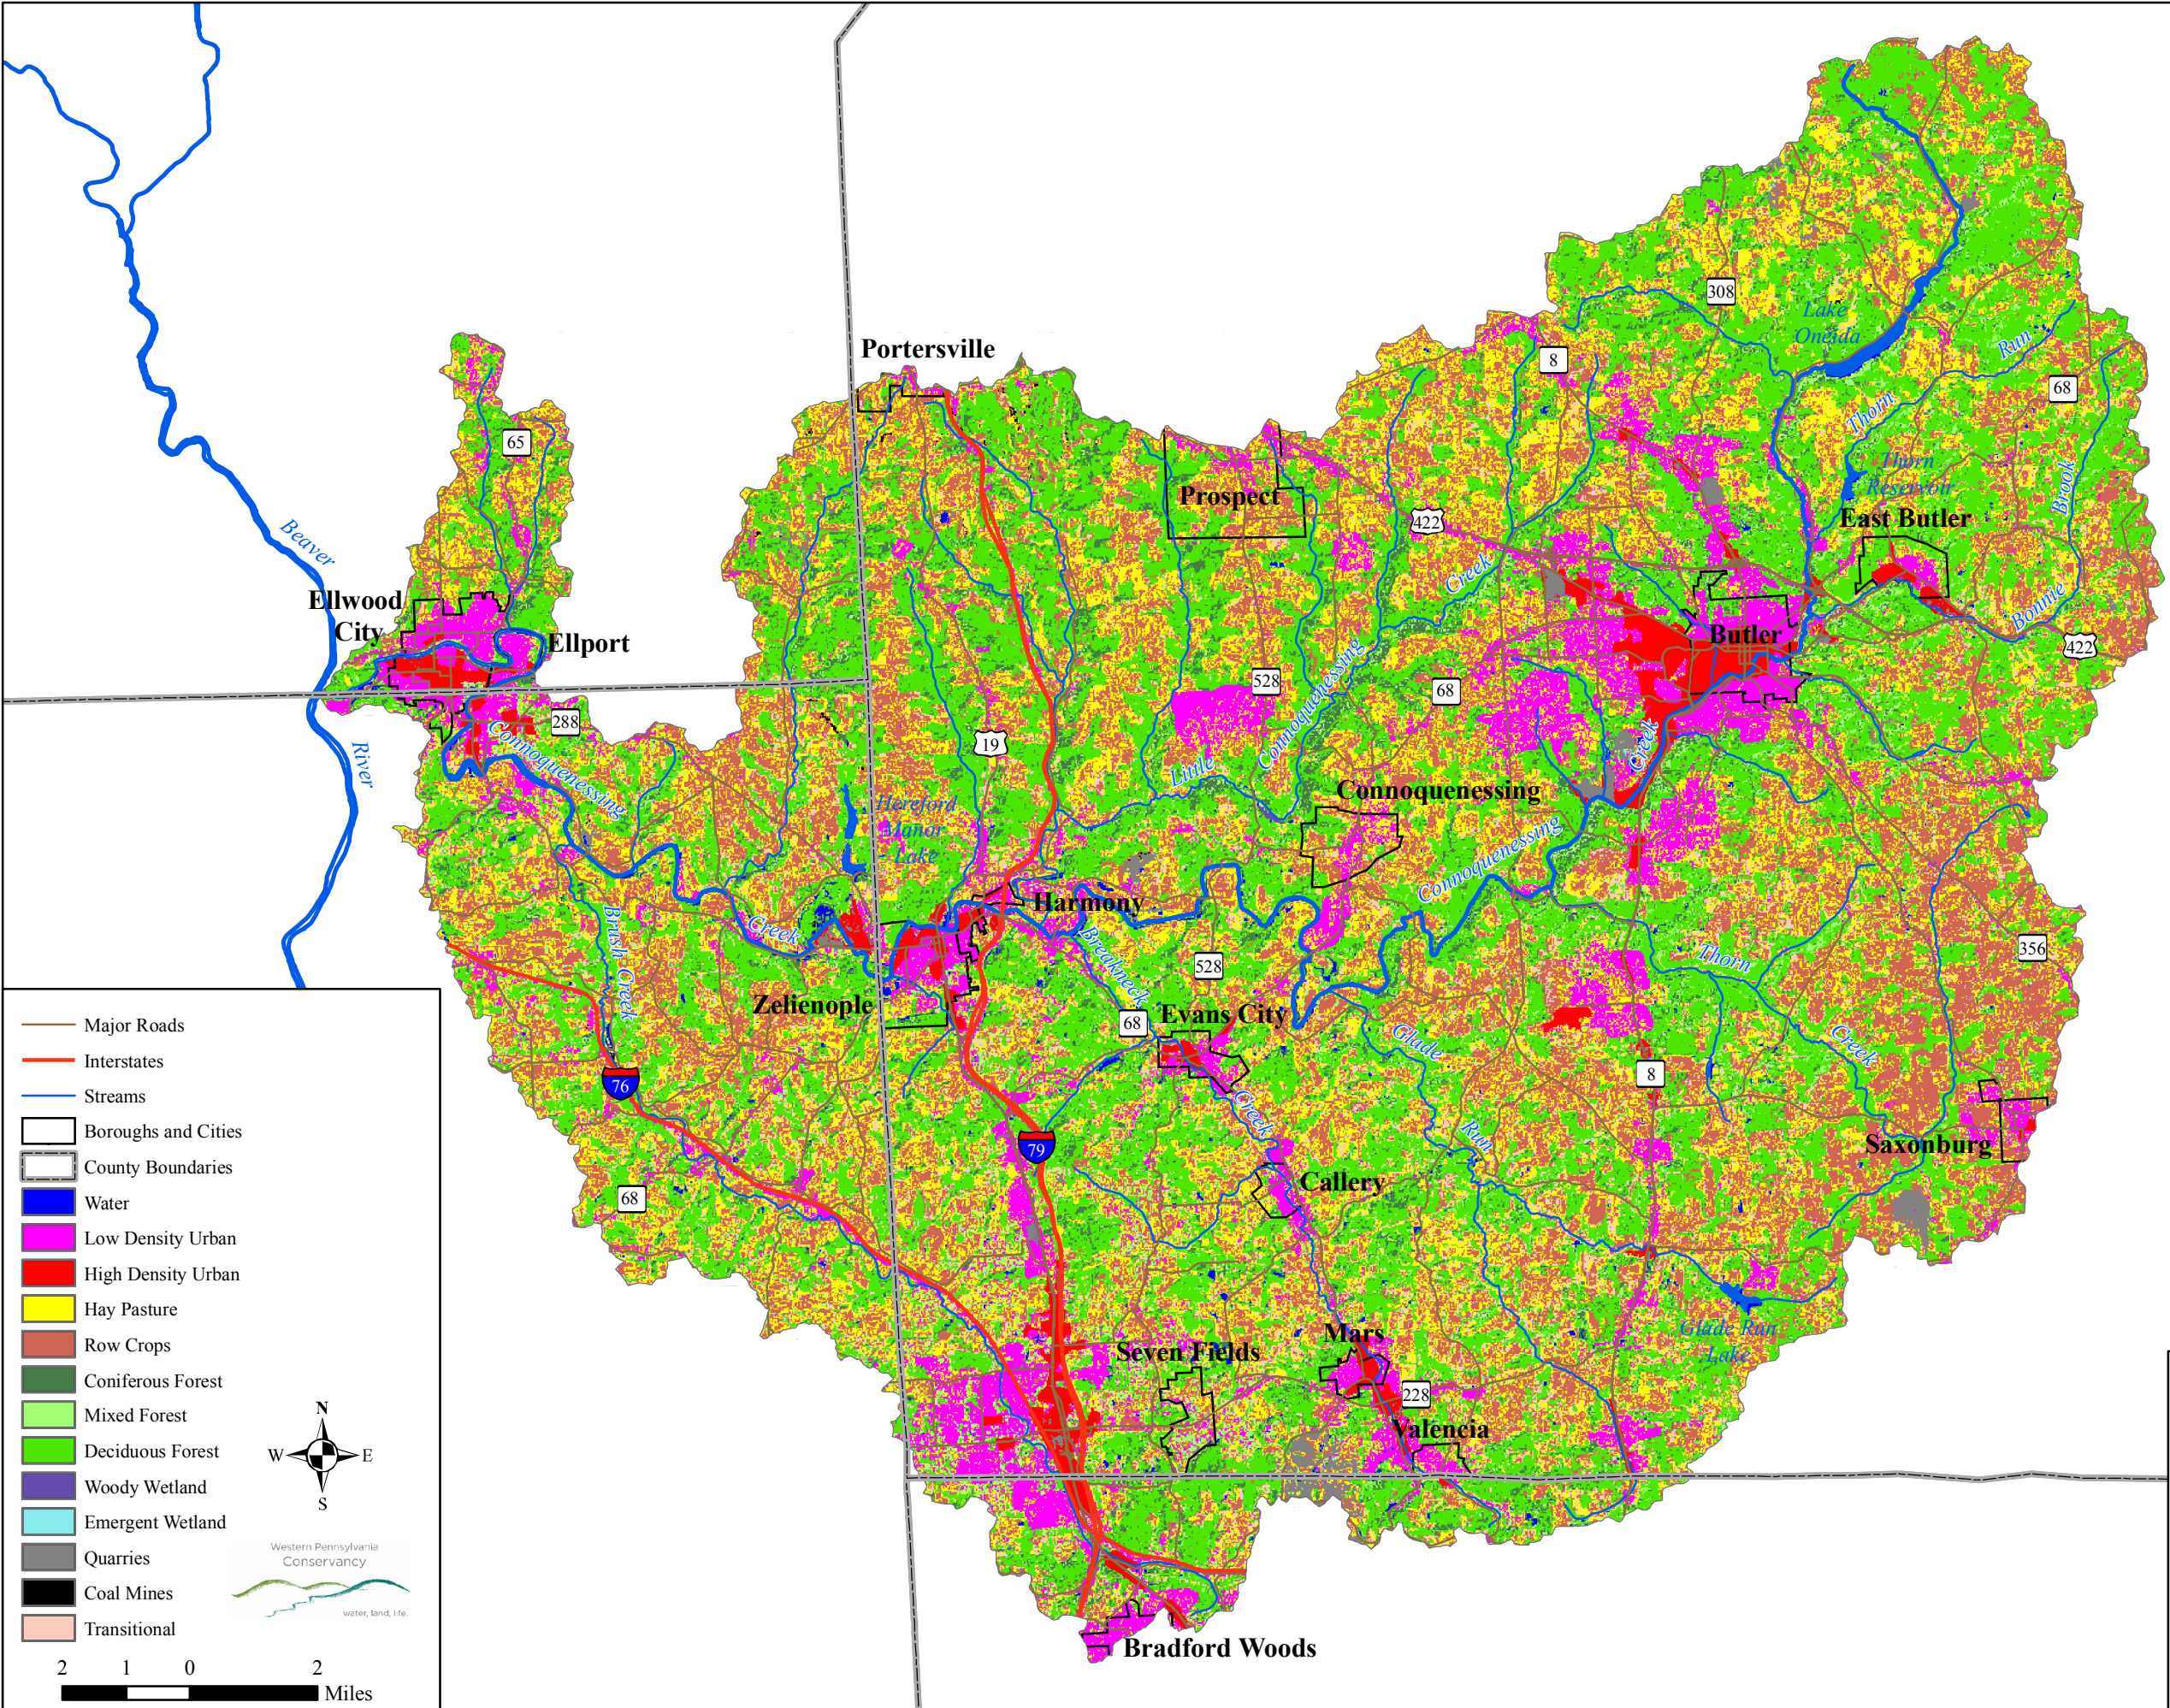 308
Lake
Oneida
Run
8
68
Thorn
Portersville
65
Thorn
Reservoir
Brook
East Butler
Prospect
422
Beaver
Creek
Bonnie
Ellwood
City
Ellport
Butler
422
528
68
Connoquenessing
288
19
Creek
River
Connoquenessing
Little
Connoquenessing
Hereford
Manor
Lake
Connoquenessing
Harmony
Brush Creek
Creek
Breakneck
528
Thorn
356
Zelienople
68
Evans City
Glade
Creek
8
76
Creek
79
Run
Saxonburg
68
Callery
Mars
Seven Fields
Glade Run
Lake
228
Valencia
Bradford Woods
Major Roads
Interstates
Streams
Boroughs and Cities
County Boundaries
Water
Low Density Urban
High Density Urban
Hay Pasture
Row Crops
Coniferous Forest
Mixed Forest
Deciduous Forest
Woody Wetland
Emergent Wetland
Quarries
Coal Mines
Transitional
N
W E
S
Western Pennsylvania
Conservancy
water, land, life.
2 1 0 2
Miles